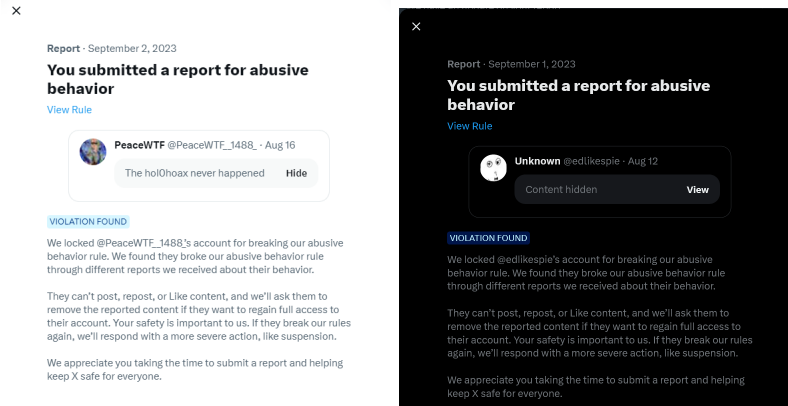 Report · September 2, 2023
You submitted a report for abusive
behavior
View Rule
PeaceWTF @PeaceWTF_1488_ · Aug 16
The hol0hoax never happened Hide
VIOLATION FOUND
We locked @PeaceWTF_1488_'s account for breaking our abusive
behavior rule. We found they broke our abusive behavior rule
through different reports we received about their behavior.
They can't post, repost, or Like content, and we'll ask them to
remove the reported content if they want to regain full access to
their account. Your safety is important to us. If they break our rules
again, we'll respond with a more severe action, like suspension.
We appreciate you taking the time to submit a report and helping
keep X safe for everyone.
Report · September 1, 2023
You submitted a report for abusive
behavior
View Rule
Unknown @edlikespie · Aug 12
Content hidden View
VIOLATION FOUND
We locked @edlikespie's account for breaking our abusive
behavior rule. We found they broke our abusive behavior rule
through different reports we received about their behavior.
They can't post, repost, or Like content, and we'll ask them to
remove the reported content if they want to regain full access to
their account. Your safety is important to us. If they break our rules
again, we'll respond with a more severe action, like suspension.
We appreciate you taking the time to submit a report and helping
keep X safe for everyone.